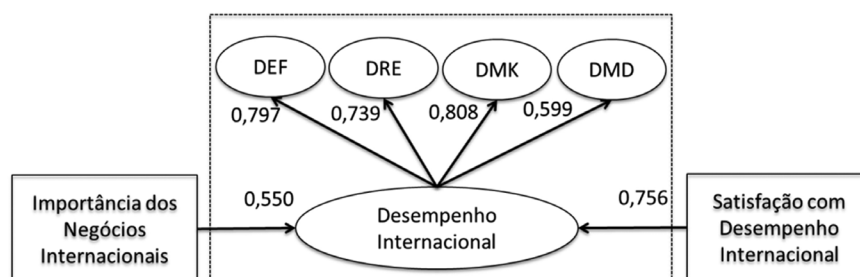 DEF
DRE
DMK
DMD
0,797
0,739
0,808
0,599
Importância dos
Negócios
Internacionais
0,550
Desempenho
Internacional
0,756
Satisfação com
Desempenho
Internacional